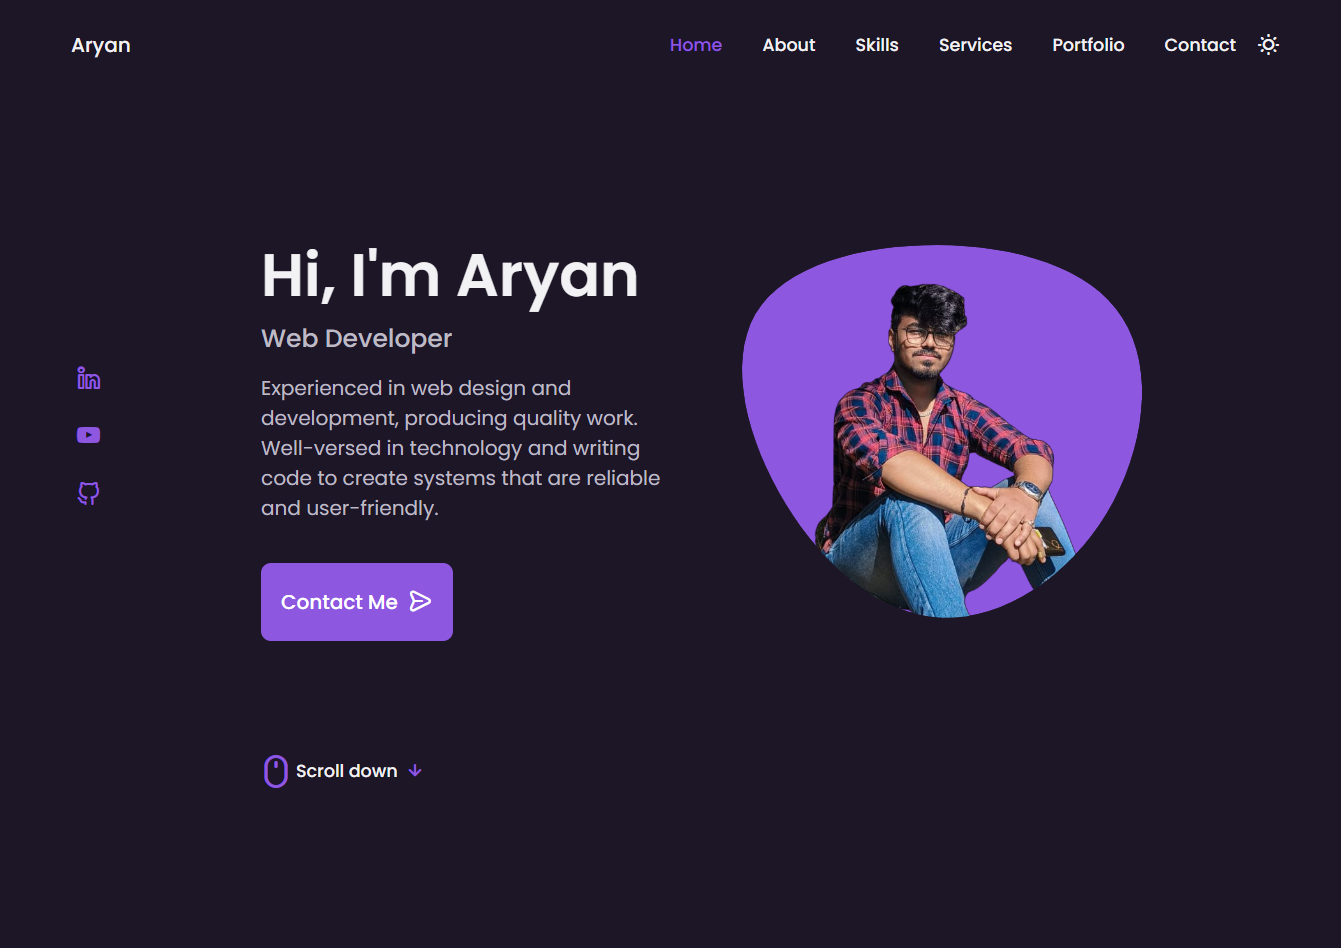 Aryan
Home About Skills Services Portfolio Contact
Hi, I'm Aryan
Web Developer
Experienced in web design and
development, producing quality work.
Well-versed in technology and writing
code to create systems that are reliable
and user-friendly.
Contact Me
Scroll down